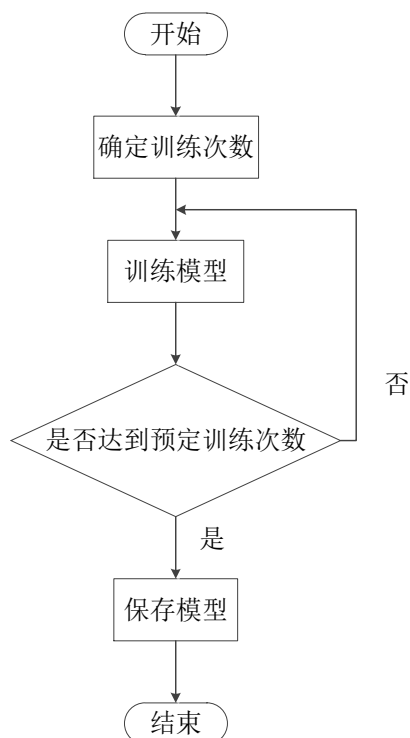 开始
确定训练次数
训练模型
否
是否达到预定训练次数
是
保存模型
结束